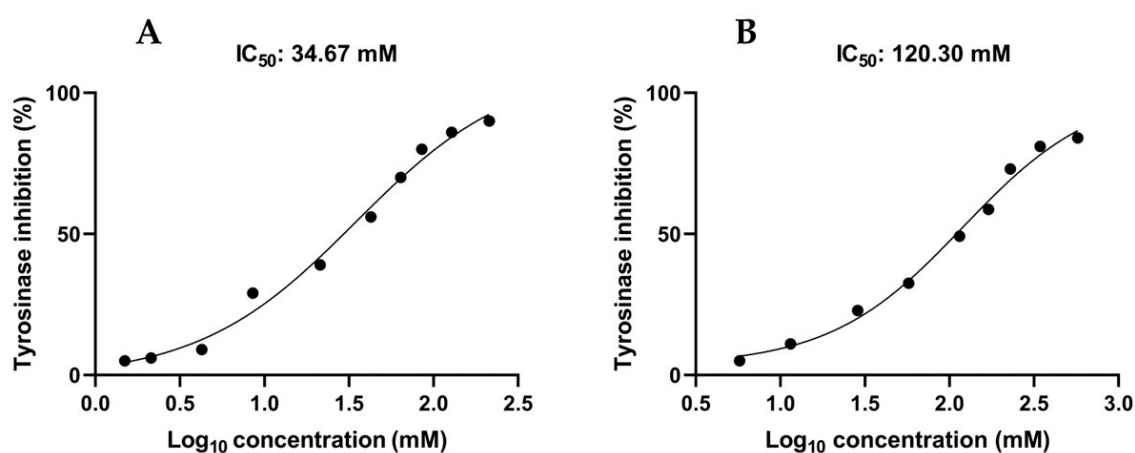 A
IC₅₀: 34.67 mM
Tyrosinase inhibition (%)
100
50
0
0.0 0.5 1.0 1.5 2.0 2.5
Log₁₀ concentration (mM)
B
IC₅₀: 120.30 mM
Tyrosinase inhibition (%)
100
50
0
0.5 1.0 1.5 2.0 2.5 3.0
Log₁₀ concentration (mM)